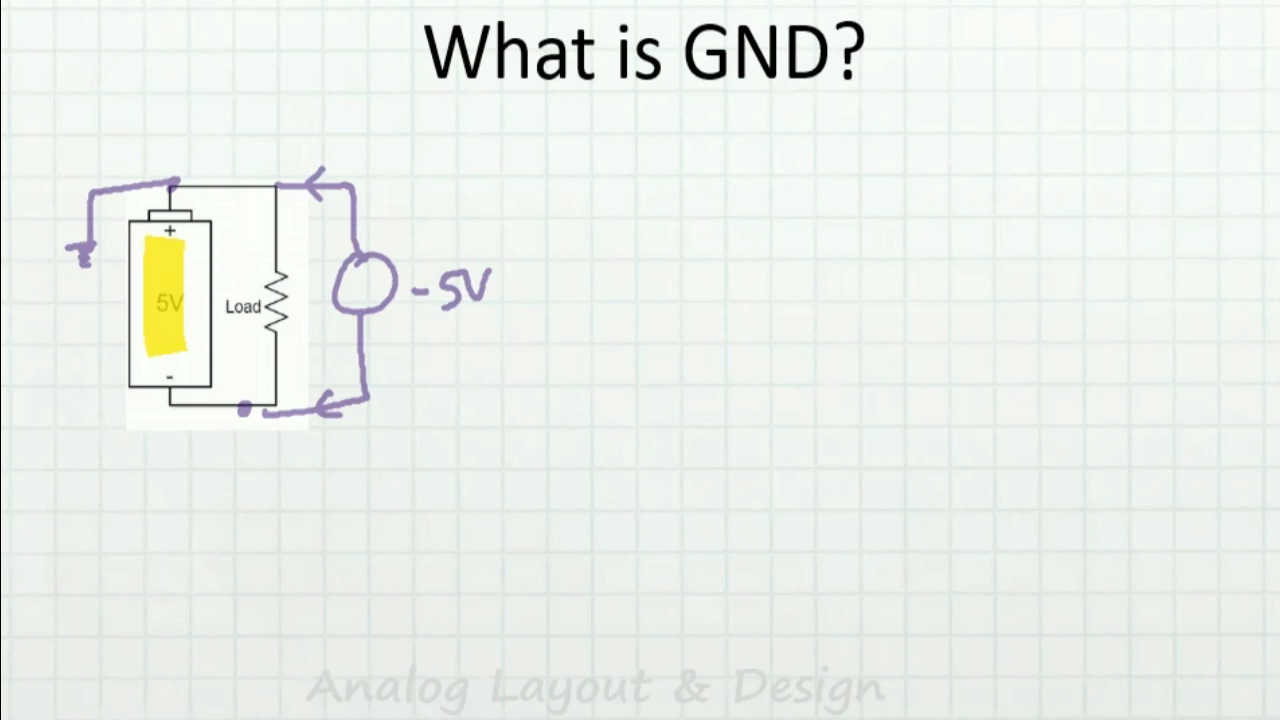 What is GND?
+
5V
Load
- 5V
-
Analog Layout & Design